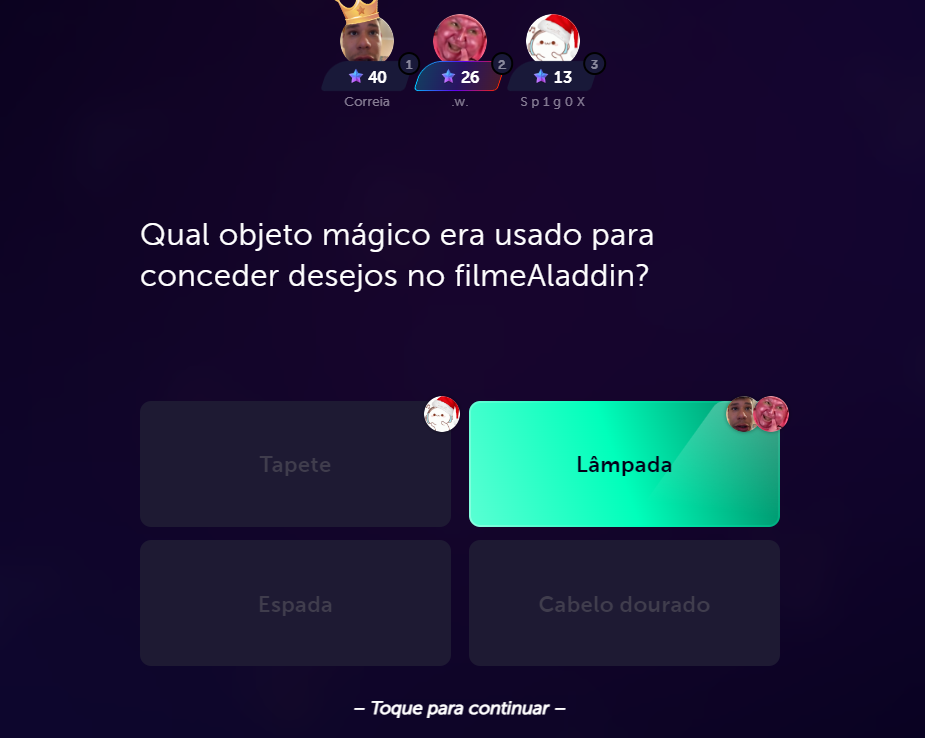 1
2
3
40
26
13
Correia
.w.
S p 1 g 0 X
Qual objeto mágico era usado para
conceder desejos no filmeAladdin?
Tapete
Lâmpada
Espada
Cabelo dourado
– Toque para continuar –